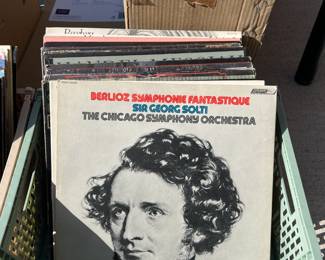 BERLIOZ SYMPHONIE FANTASTIQUE
SIR GEORG SOLTI
THE CHICAGO SYMPHONY ORCHESTRA